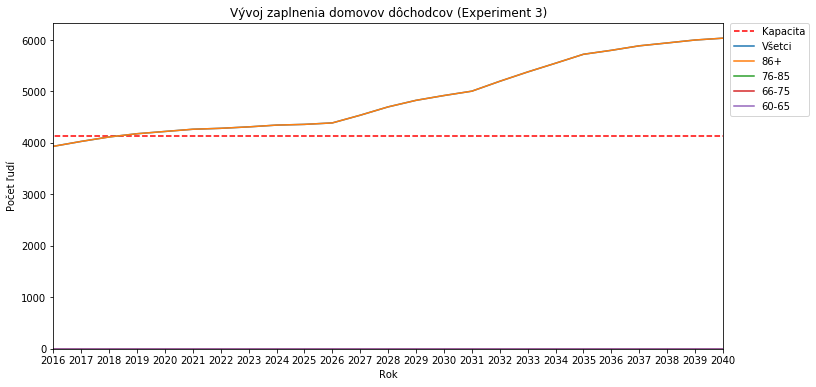 Vývoj zaplnenia domovov dôchodcov (Experiment 3)
Kapacita
Všetci
86+
76-85
66-75
60-65
Počet ľudí
6000
5000
4000
3000
2000
1000
0
2016 2017 2018 2019 2020 2021 2022 2023 2024 2025 2026 2027 2028 2029 2030 2031 2032 2033 2034 2035 2036 2037 2038 2039 2040
Rok